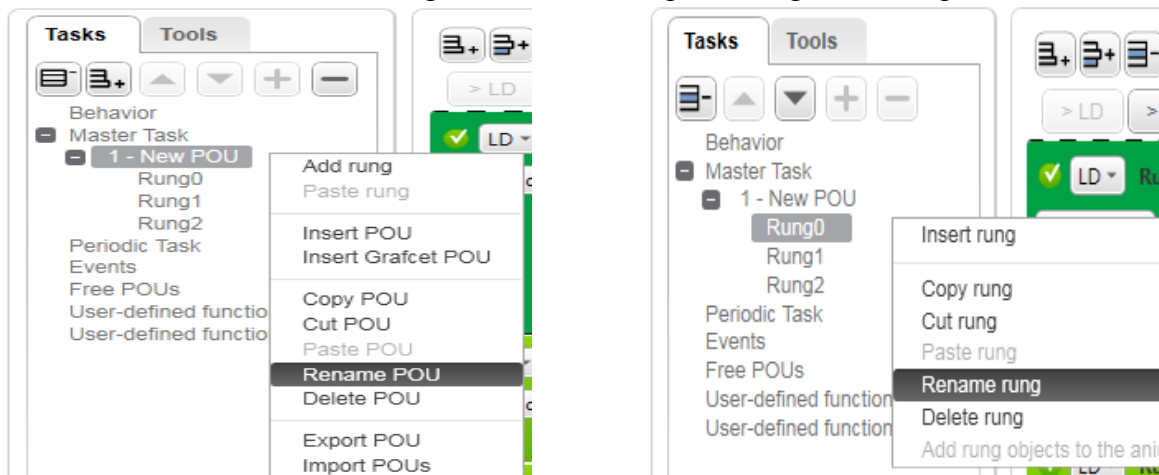 Tasks
Tools
> LD
LD
Behavior
Master Task
1 - New POU
Rung0
Rung1
Rung2
Periodic Task
Events
Free POUs
User-defined functio
User-defined functio
Add rung
Paste rung
Insert POU
Insert Grafcet POU
Copy POU
Cut POU
Paste POU
Rename POU
Delete POU
Export POU
Import POUs
Tasks
Tools
> LD
>
LD
Behavior
Master Task
1 - New POU
Rung0
Rung1
Rung2
Periodic Task
Events
Free POUs
User-defined function
User-defined function
Insert rung
Copy rung
Cut rung
Paste rung
Rename rung
Delete rung
Add rung objects to the ani